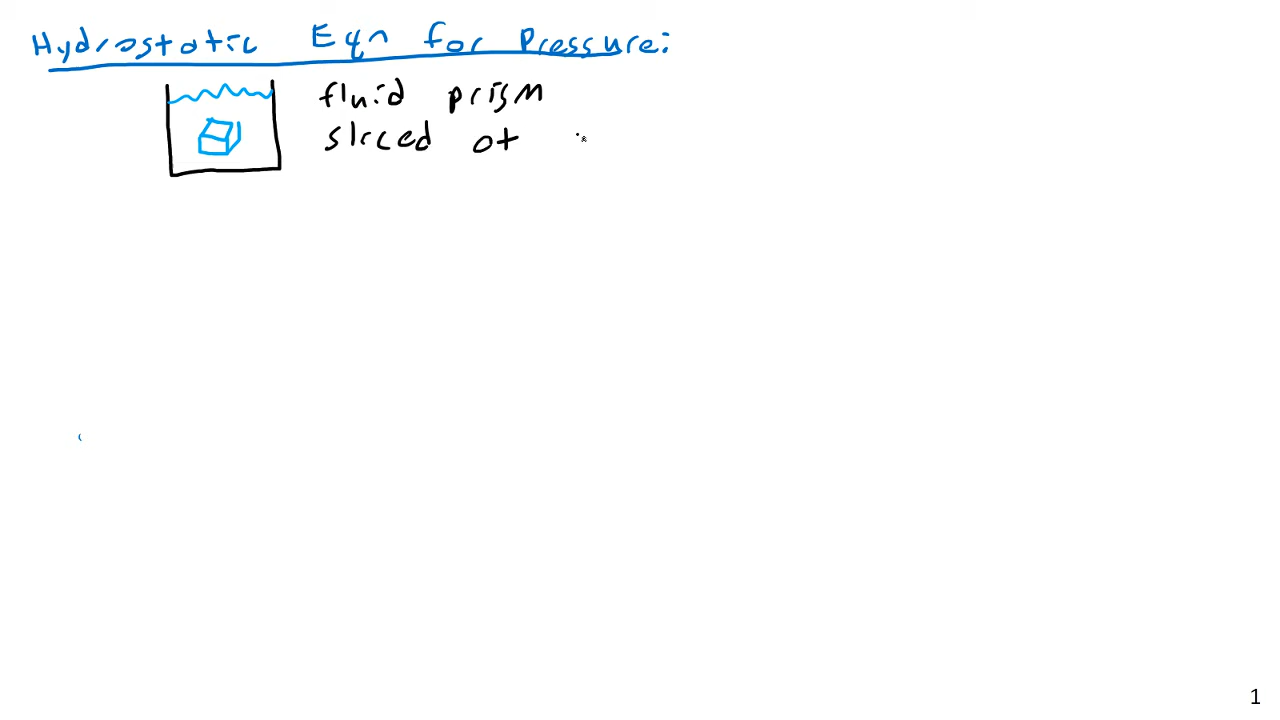 Hydrostatic Eqn for Pressure:
fluid prism
sliced at
1